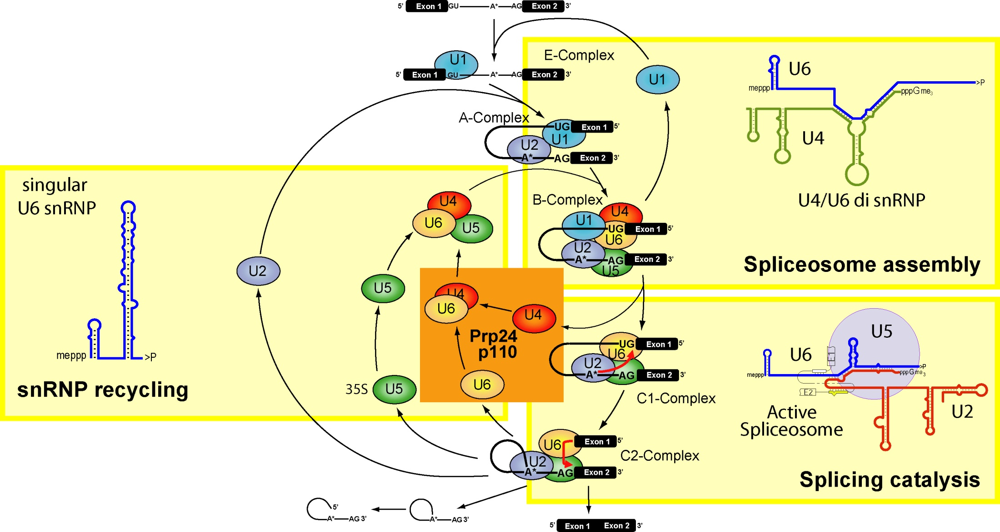 5’ Exon 1 GU A* AG Exon 2 3’
E-Complex
U1
5’ Exon 1 GU A* AG Exon 2 3’
U1
U6
meppp
>P
pppG me3
U4
U4/U6 di snRNP
A-Complex
UG Exon 1 5’
U1
U2
A* AG Exon 2 3’
B-Complex
U4
U1
UG Exon 1 5’
U6
U2
A* AG Exon 2 3’
U5
Spliceosome assembly
singular
U6 snRNP
meppp
>P
snRNP recycling
U4
U6
U5
U2
U5
35S U5
U4
U6
U4
Prp24
p110
U6
UG Exon 1 5’
U6
U2
A* AG Exon 2 3’
C1-Complex
U5
U6
E1
>P
meppp
pppG me3
E2
U2
Active
Spliceosome
U6 Exon 1 5’
C2-Complex
U2
A* AG Exon 2 3’
Splicing catalysis
5’
A* AG 3’
A* AG 3’
5’ Exon 1 Exon 2 3’